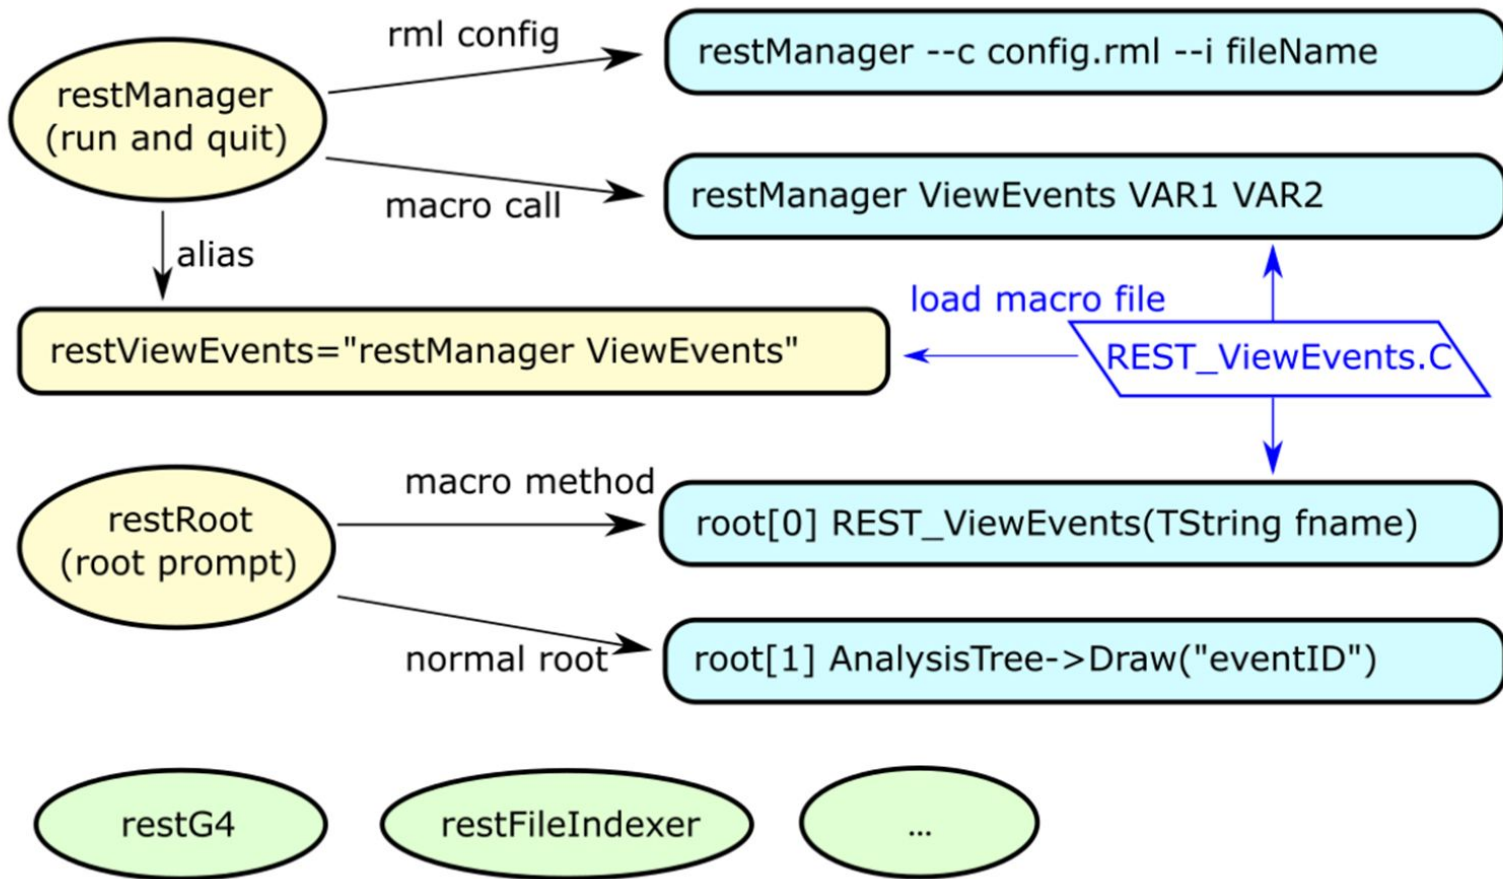 rml config
restManager --c config.rml --i fileName
restManager
(run and quit)
macro call
restManager ViewEvents VAR1 VAR2
alias
load macro file
restViewEvents="restManager ViewEvents"
REST_ViewEvents.C
macro method
restRoot
(root prompt)
root[0] REST_ViewEvents(TString fname)
normal root
root[1] AnalysisTree->Draw("eventID")
restG4
restFileIndexer
...